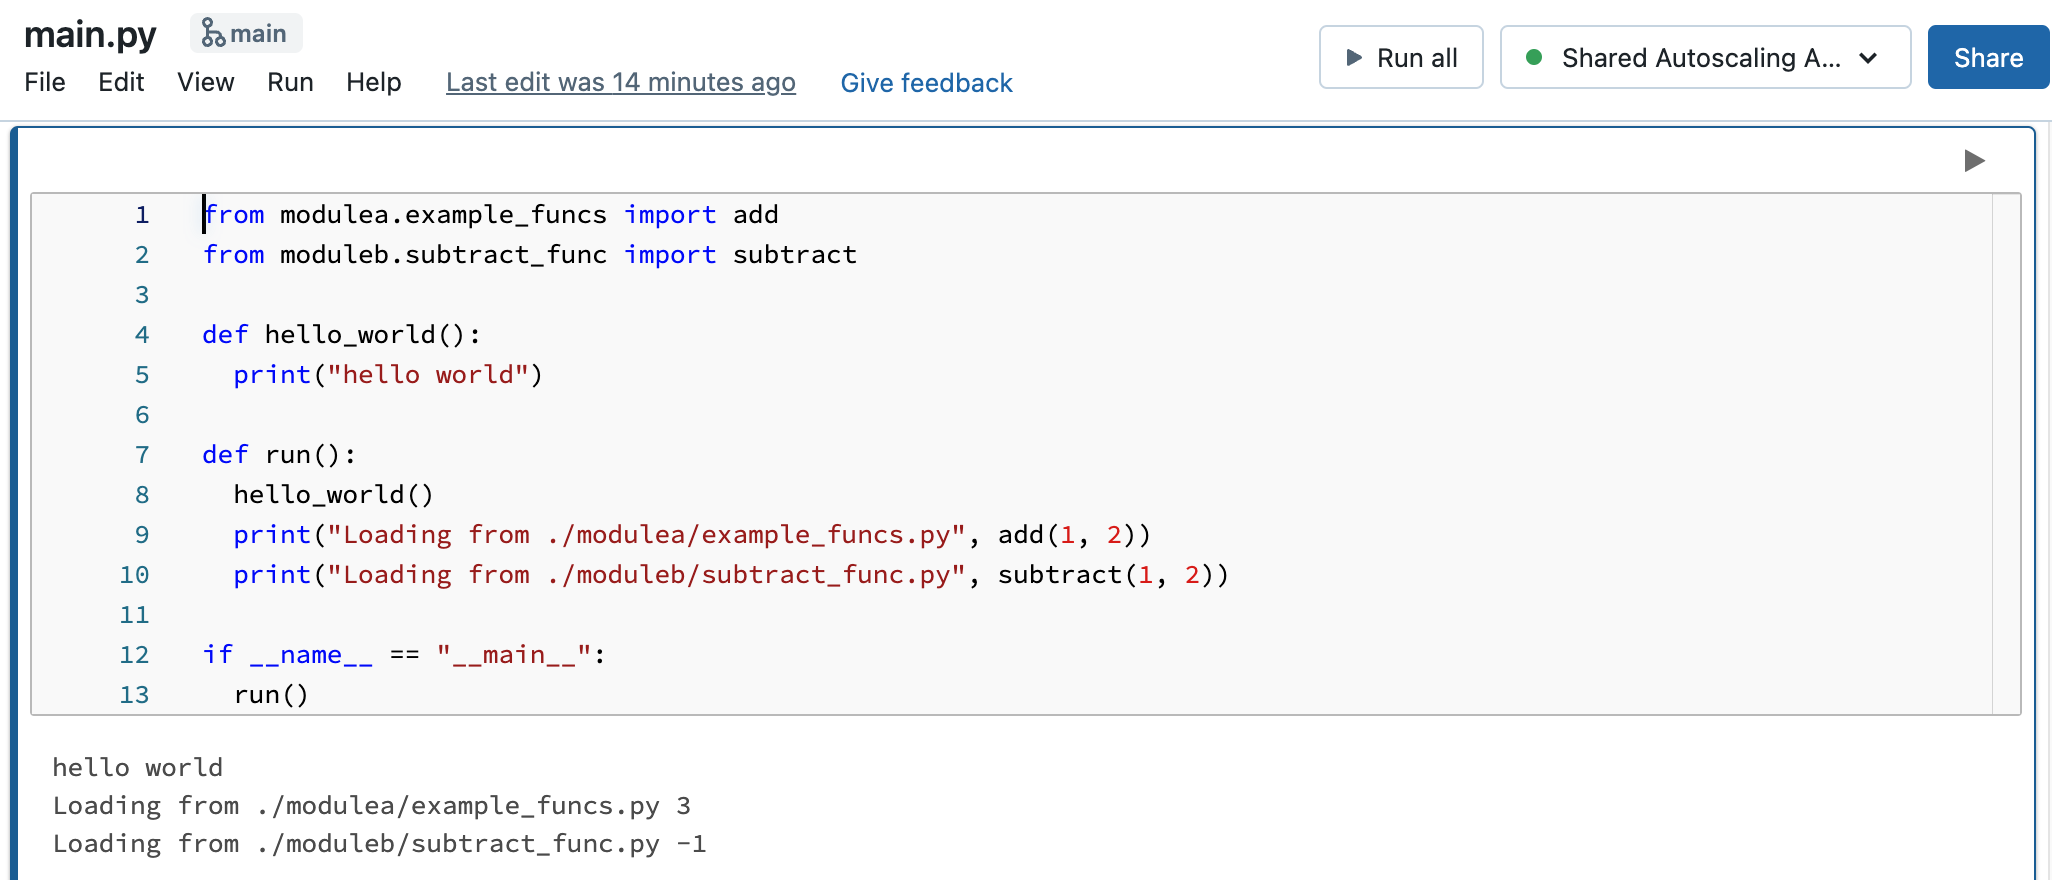 main.py main
File Edit View Run Help Last edit was 14 minutes ago Give feedback
Run all Shared Autoscaling A... Share
1 from modulea.example_funcs import add
2 from moduleb.subtract_func import subtract
3
4 def hello_world():
5   print("hello world")
6
7 def run():
8   hello_world()
9   print("Loading from ./modulea/example_funcs.py", add(1, 2))
10   print("Loading from ./moduleb/subtract_func.py", subtract(1, 2))
11
12 if __name__ == "__main__":
13   run()
hello world
Loading from ./modulea/example_funcs.py 3
Loading from ./moduleb/subtract_func.py -1